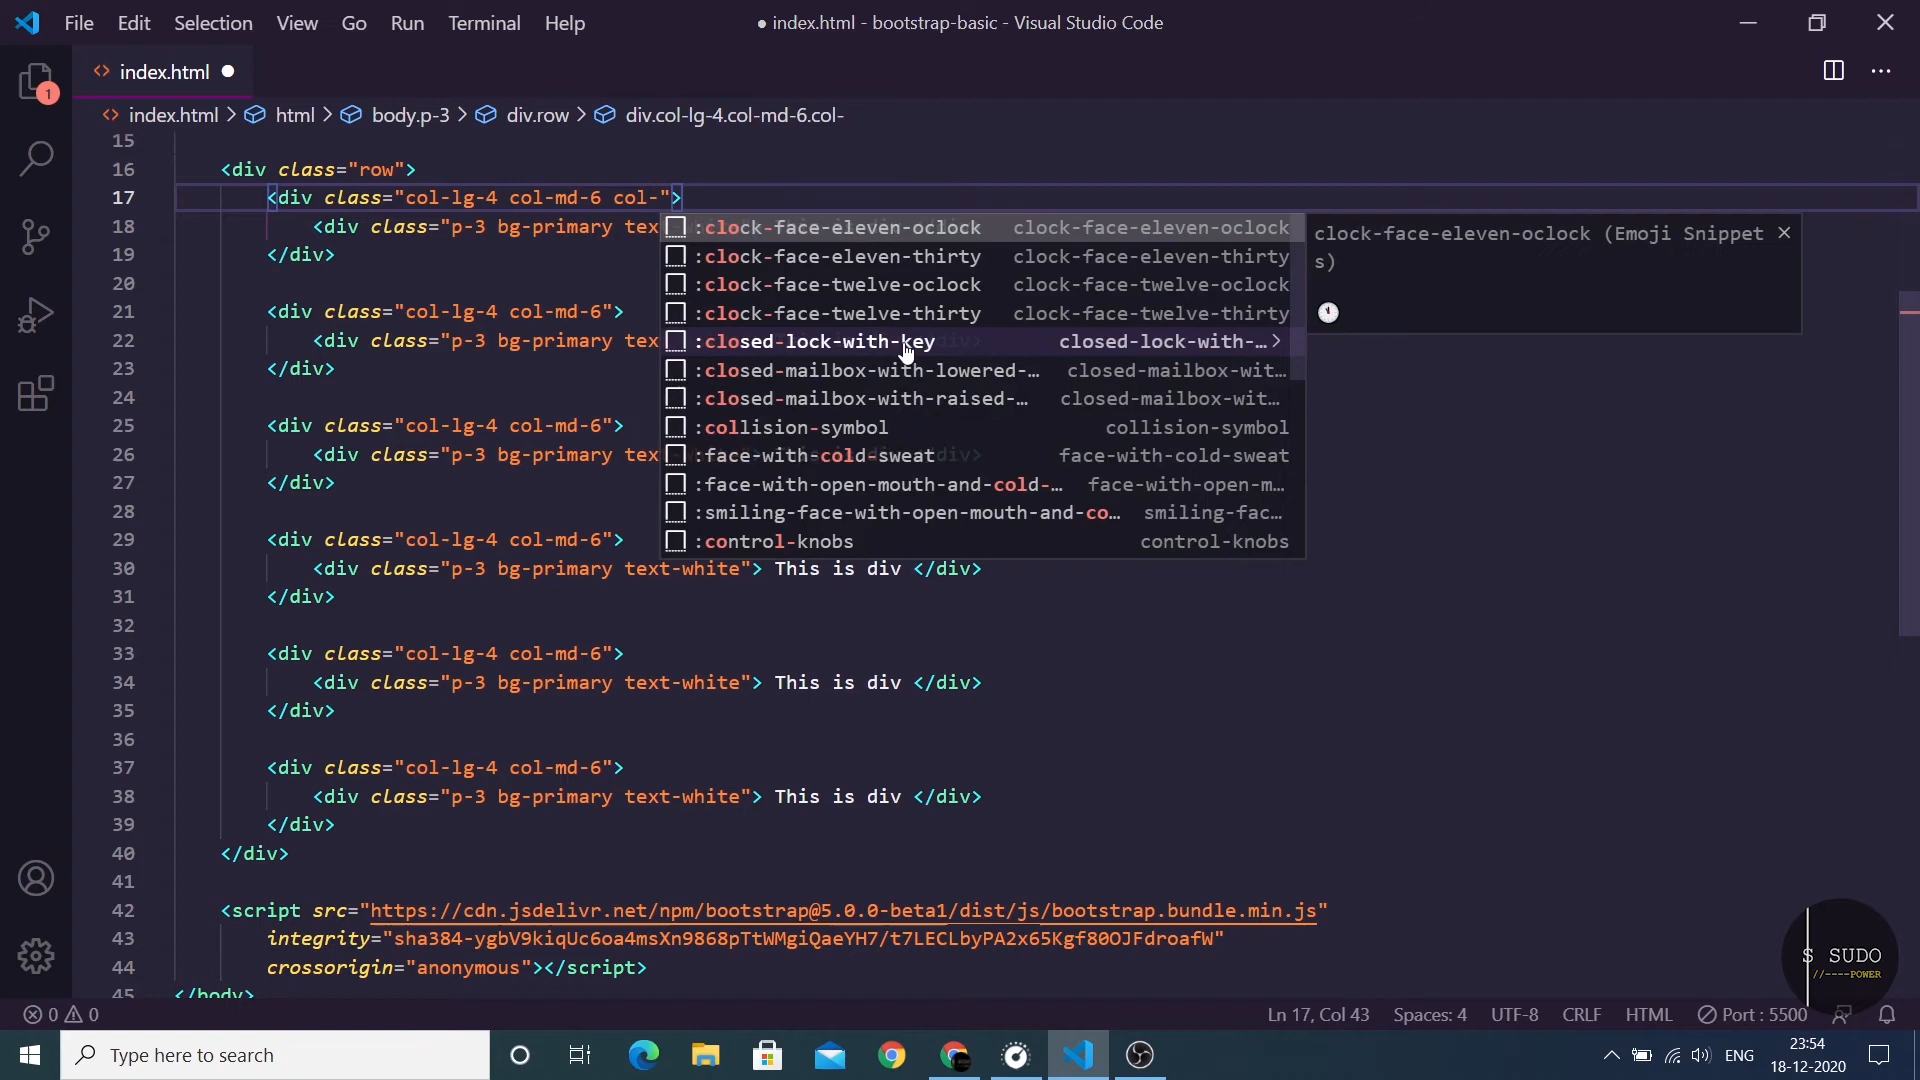 File Edit Selection View Go Run Terminal Help
● index.html - bootstrap-basic - Visual Studio Code
1
index.html
index.html > html > body.p-3 > div.row > div.col-lg-4.col-md-6.col-
15
16 <div class="row">
17 <div class="col-lg-4 col-md-6 col-">
18 <div class="p-3 bg-primary tex
:clock-face-eleven-oclock clock-face-eleven-oclock
clock-face-eleven-oclock (Emoji Snippet
s)
19 </div>
:clock-face-eleven-thirty clock-face-eleven-thirty
20
:clock-face-twelve-oclock clock-face-twelve-oclock
21 <div class="col-lg-4 col-md-6">
:clock-face-twelve-thirty clock-face-twelve-thirty
22 <div class="p-3 bg-primary tex
:closed-lock-with-key closed-lock-with-…>
23 </div>
:closed-mailbox-with-lowered-… closed-mailbox-wit…
24
:closed-mailbox-with-raised-… closed-mailbox-wit…
25 <div class="col-lg-4 col-md-6">
:collision-symbol collision-symbol
26 <div class="p-3 bg-primary tex
:face-with-cold-sweat face-with-cold-sweat
27 </div>
:face-with-open-mouth-and-cold-… face-with-open-m…
28
:smiling-face-with-open-mouth-and-co… smiling-fac…
29 <div class="col-lg-4 col-md-6">
:control-knobs control-knobs
30 <div class="p-3 bg-primary text-white"> This is div </div>
31 </div>
32
33 <div class="col-lg-4 col-md-6">
34 <div class="p-3 bg-primary text-white"> This is div </div>
35 </div>
36
37 <div class="col-lg-4 col-md-6">
38 <div class="p-3 bg-primary text-white"> This is div </div>
39 </div>
40 </div>
41
42 <script src="https://cdn.jsdelivr.net/npm/bootstrap@5.0.0-beta1/dist/js/bootstrap.bundle.min.js"
43 integrity="sha384-ygbV9kiqUc6oa4msXn9868pTtWMgiQaeYH7/t7LECLbyPA2x65Kgf80OJFdroafW"
44 crossorigin="anonymous"></script>
45 </body>
S SUDO
//----POWER
0 0
Ln 17, Col 43 Spaces: 4 UTF-8 CRLF HTML Port : 5500
Type here to search
ENG
23:54
18-12-2020